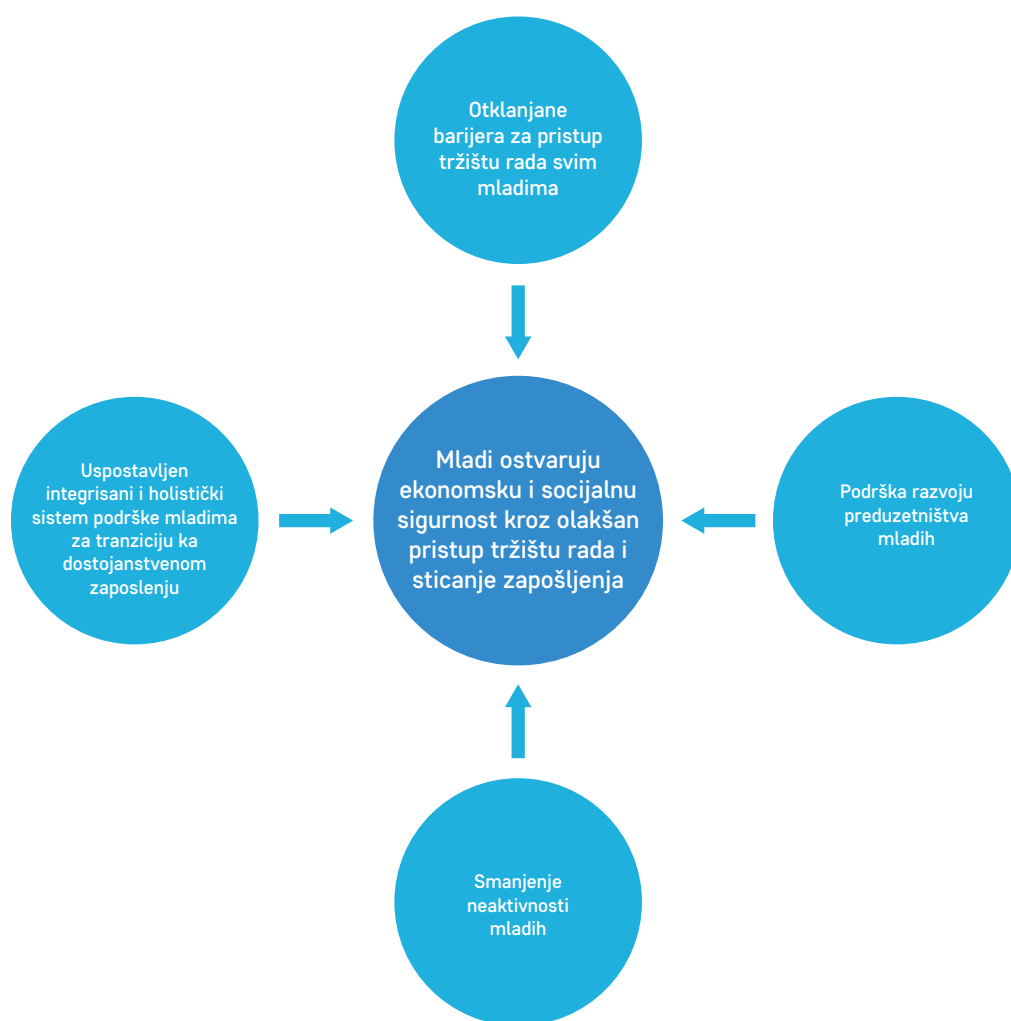 Otklanjane
barijera za pristup
tržištu rada svim
mladima
Uspostavljen
integrisani i holistički
sistem podrške mladima
za tranziciju ka
dostojanstvenom
zaposlenju
Mladi ostvaruju
ekonomsku i socijalnu
sigurnost kroz olakšan
pristup tržištu rada i
sticanje zapošljenja
Podrška razvoju
preduzetništva
mladih
Smanjenje
neaktivnosti
mladih